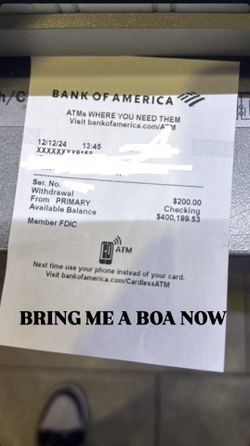 BANK OF AMERICA
ATMs WHERE YOU NEED THEM
Visit bankofamerica.com/ATM
12/12/24 13:45
Ser. No.
Withdrawal $200.00
From PRIMARY Checking
Available Balance $400,199.53
Member FDIC
ATM
Next time use your phone instead of your card.
Visit bankofamerica.com/CardlessATM
BRING ME A BOA NOW